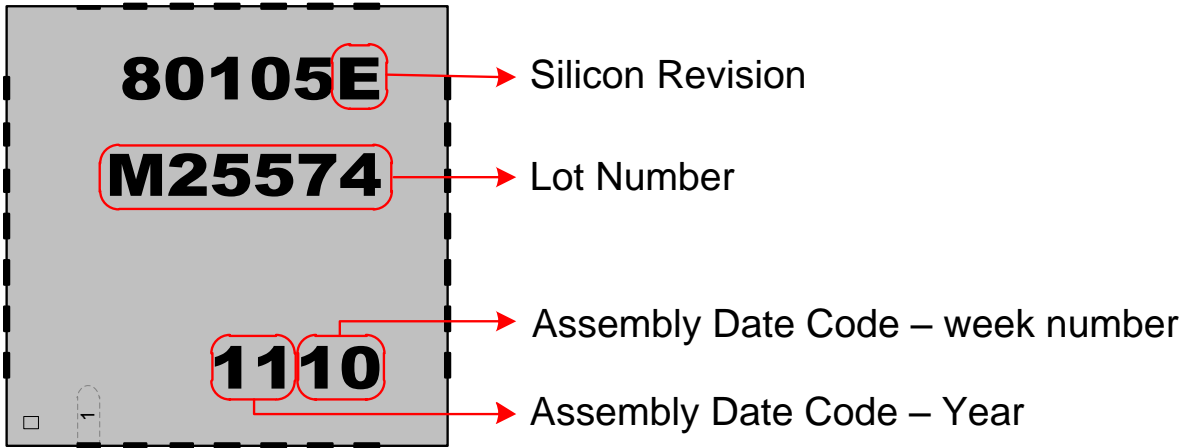 80105E
Silicon Revision
M25574
Lot Number
Assembly Date Code – week number
1110
Assembly Date Code – Year
1